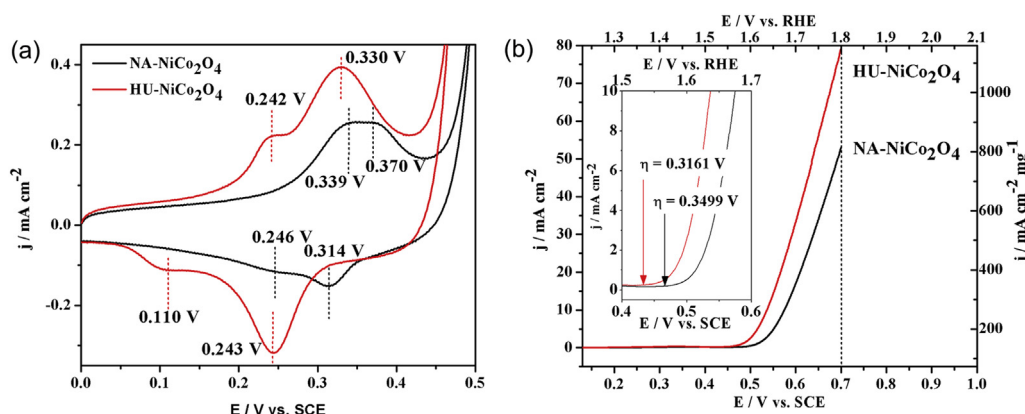 (a)
NA-NiCo2O4
HU-NiCo2O4
0.330 V
0.242 V
0.339 V
0.370 V
0.246 V
0.314 V
0.110 V
0.243 V
j / mA cm-2
0.4
0.2
0.0
-0.2
0.0 0.1 0.2 0.3 0.4 0.5
E / V vs. SCE
(b)
E / V vs. RHE
1.3 1.4 1.5 1.6 1.7 1.8 1.9 2.0 2.1
j / mA cm-2
80
70
60
50
40
30
20
10
0
HU-NiCo2O4
NA-NiCo2O4
E / V vs. RHE
1.5 1.6 1.7
j / mA cm-2
10
8
6
4
2
0
η = 0.3161 V
η = 0.3499 V
0.4 0.5 0.6
E / V vs. SCE
1000
800
600
400
200
j / mA cm-2 mg-1
0.2 0.3 0.4 0.5 0.6 0.7 0.8 0.9 1.0
E / V vs. SCE